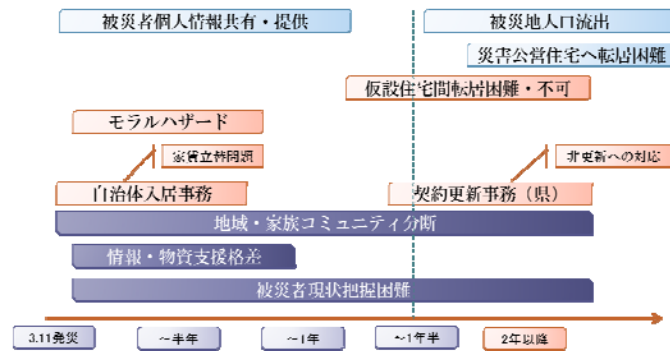 被災者個人情報共有・提供
被災地人口流出
災害公営住宅へ転居困難
仮設住宅間転居困難・不可
モラルハザード
家賃立替問題
非更新への対応
自治体入居事務
契約更新事務（県）
地域・家族コミュニティ分断
情報・物資支援格差
被災者現状把握困難
3.11発災
～半年
～1年
～1年半
2年以降